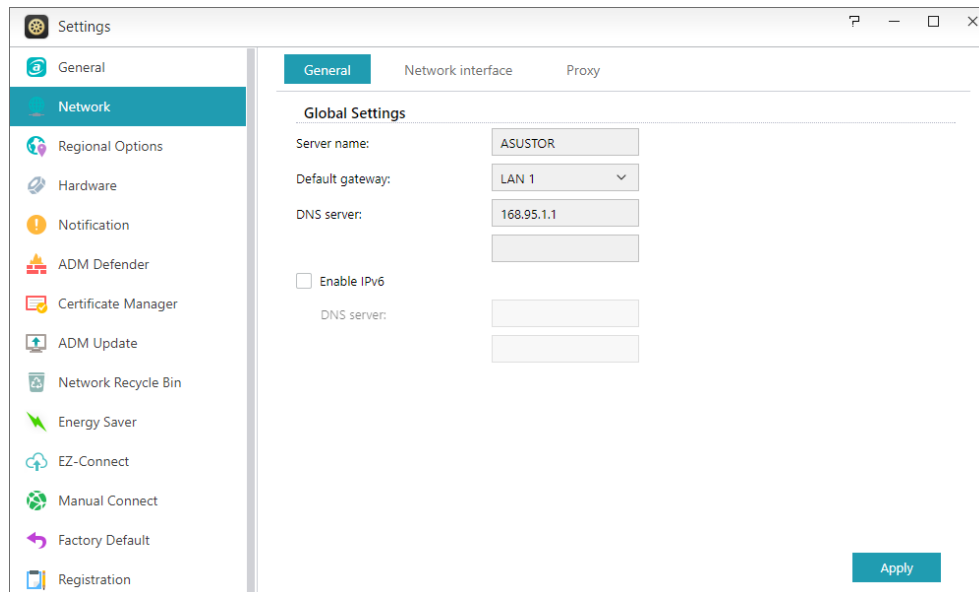 Settings
General
Network
Regional Options
Hardware
Notification
ADM Defender
Certificate Manager
ADM Update
Network Recycle Bin
Energy Saver
EZ-Connect
Manual Connect
Factory Default
Registration
General Network interface Proxy
Global Settings
Server name: ASUSTOR
Default gateway: LAN 1
DNS server: 168.95.1.1
Enable IPv6
DNS server:
Apply